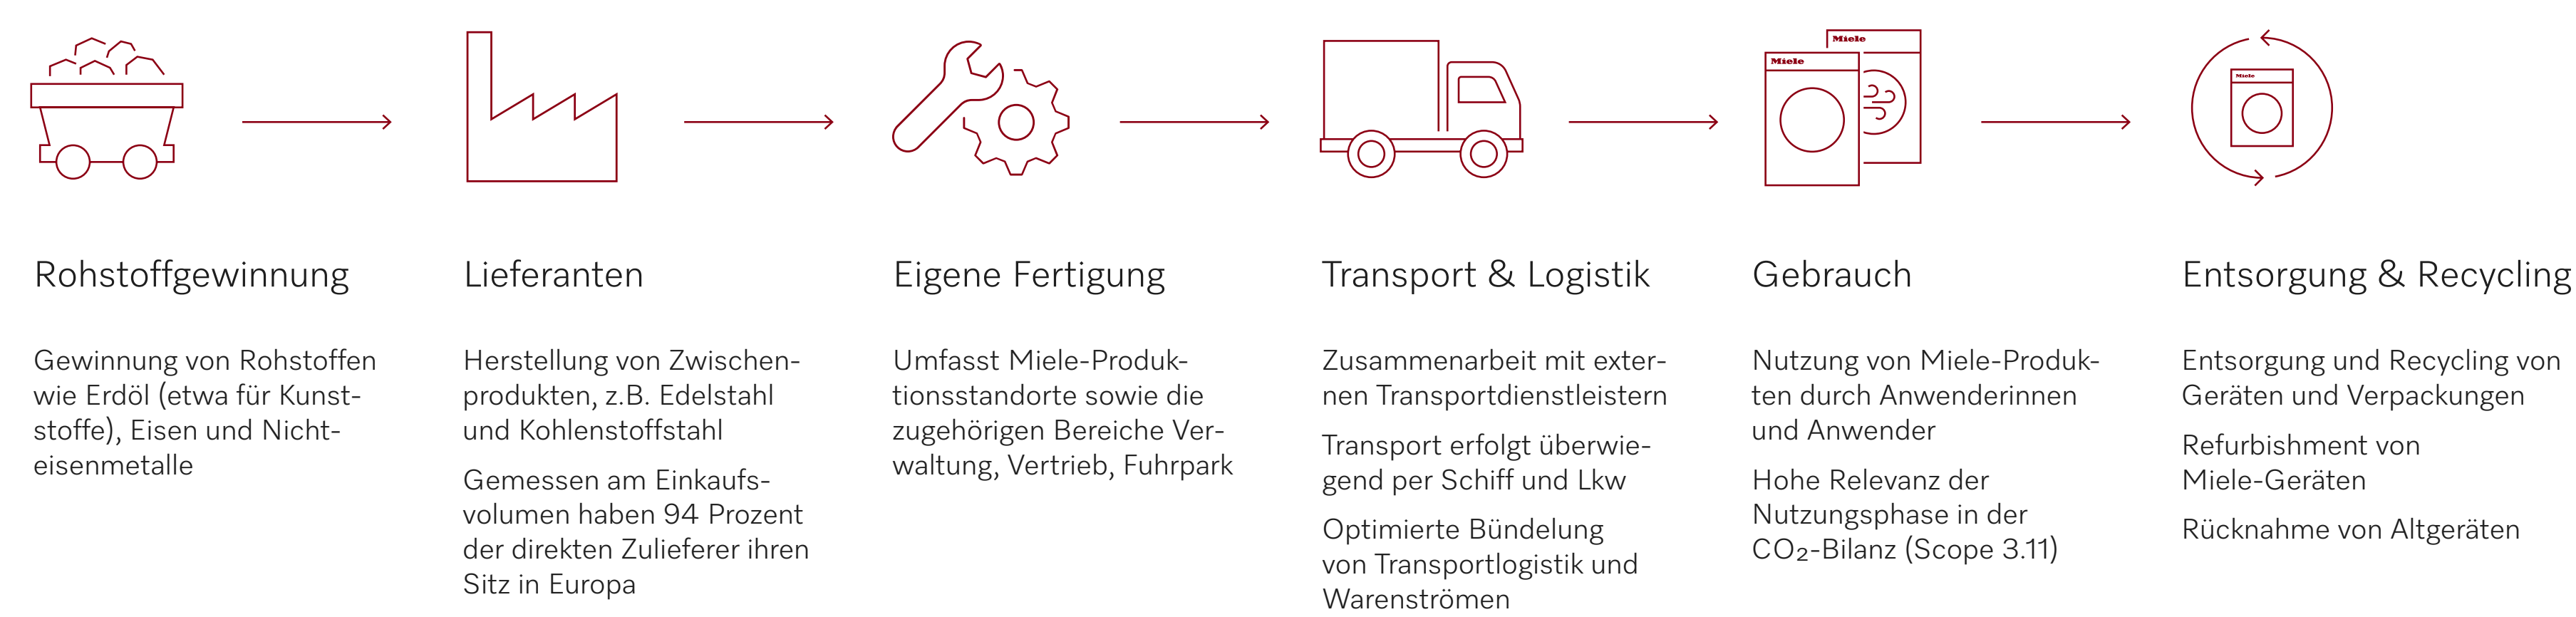 Miele
Miele
Miele
Rohstoffgewinnung
Gewinnung von Rohstoffen
wie Erdöl (etwa für Kunst-
stoffe), Eisen und Nicht-
eisenmetalle
Lieferanten
Herstellung von Zwischen-
produkten, z.B. Edelstahl
und Kohlenstoffstahl
Gemessen am Einkaufs-
volumen haben 94 Prozent
der direkten Zulieferer ihren
Sitz in Europa
Eigene Fertigung
Umfasst Miele-Produk-
tionsstandorte sowie die
zugehörigen Bereiche Ver-
waltung, Vertrieb, Fuhrpark
Transport & Logistik
Zusammenarbeit mit exter-
nen Transportdienstleistern
Transport erfolgt überwie-
gend per Schiff und Lkw
Optimierte Bündelung
von Transportlogistik und
Warenströmen
Gebrauch
Nutzung von Miele-Produk-
ten durch Anwenderinnen
und Anwender
Hohe Relevanz der
Nutzungsphase in der
CO₂-Bilanz (Scope 3.11)
Entsorgung & Recycling
Entsorgung und Recycling von
Geräten und Verpackungen
Refurbishment von
Miele-Geräten
Rücknahme von Altgeräten